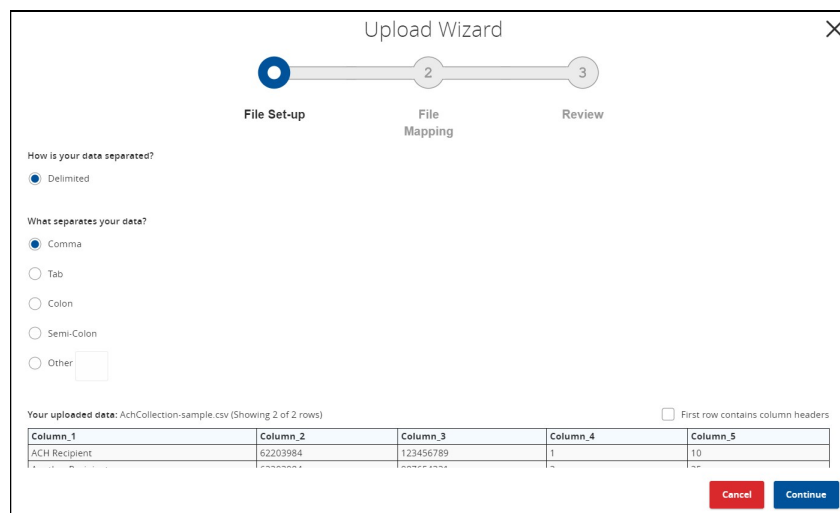 Upload Wizard
2
3
File Set-up
File
Mapping
Review
How is your data separated?
Delimited
What separates your data?
Comma
Tab
Colon
Semi-Colon
Other
Your uploaded data: AchCollection-sample.csv (Showing 2 of 2 rows)
First row contains column headers
Column_1 Column_2 Column_3 Column_4 Column_5
ACH Recipient 62203984 123456789 1 10
Cancel
Continue